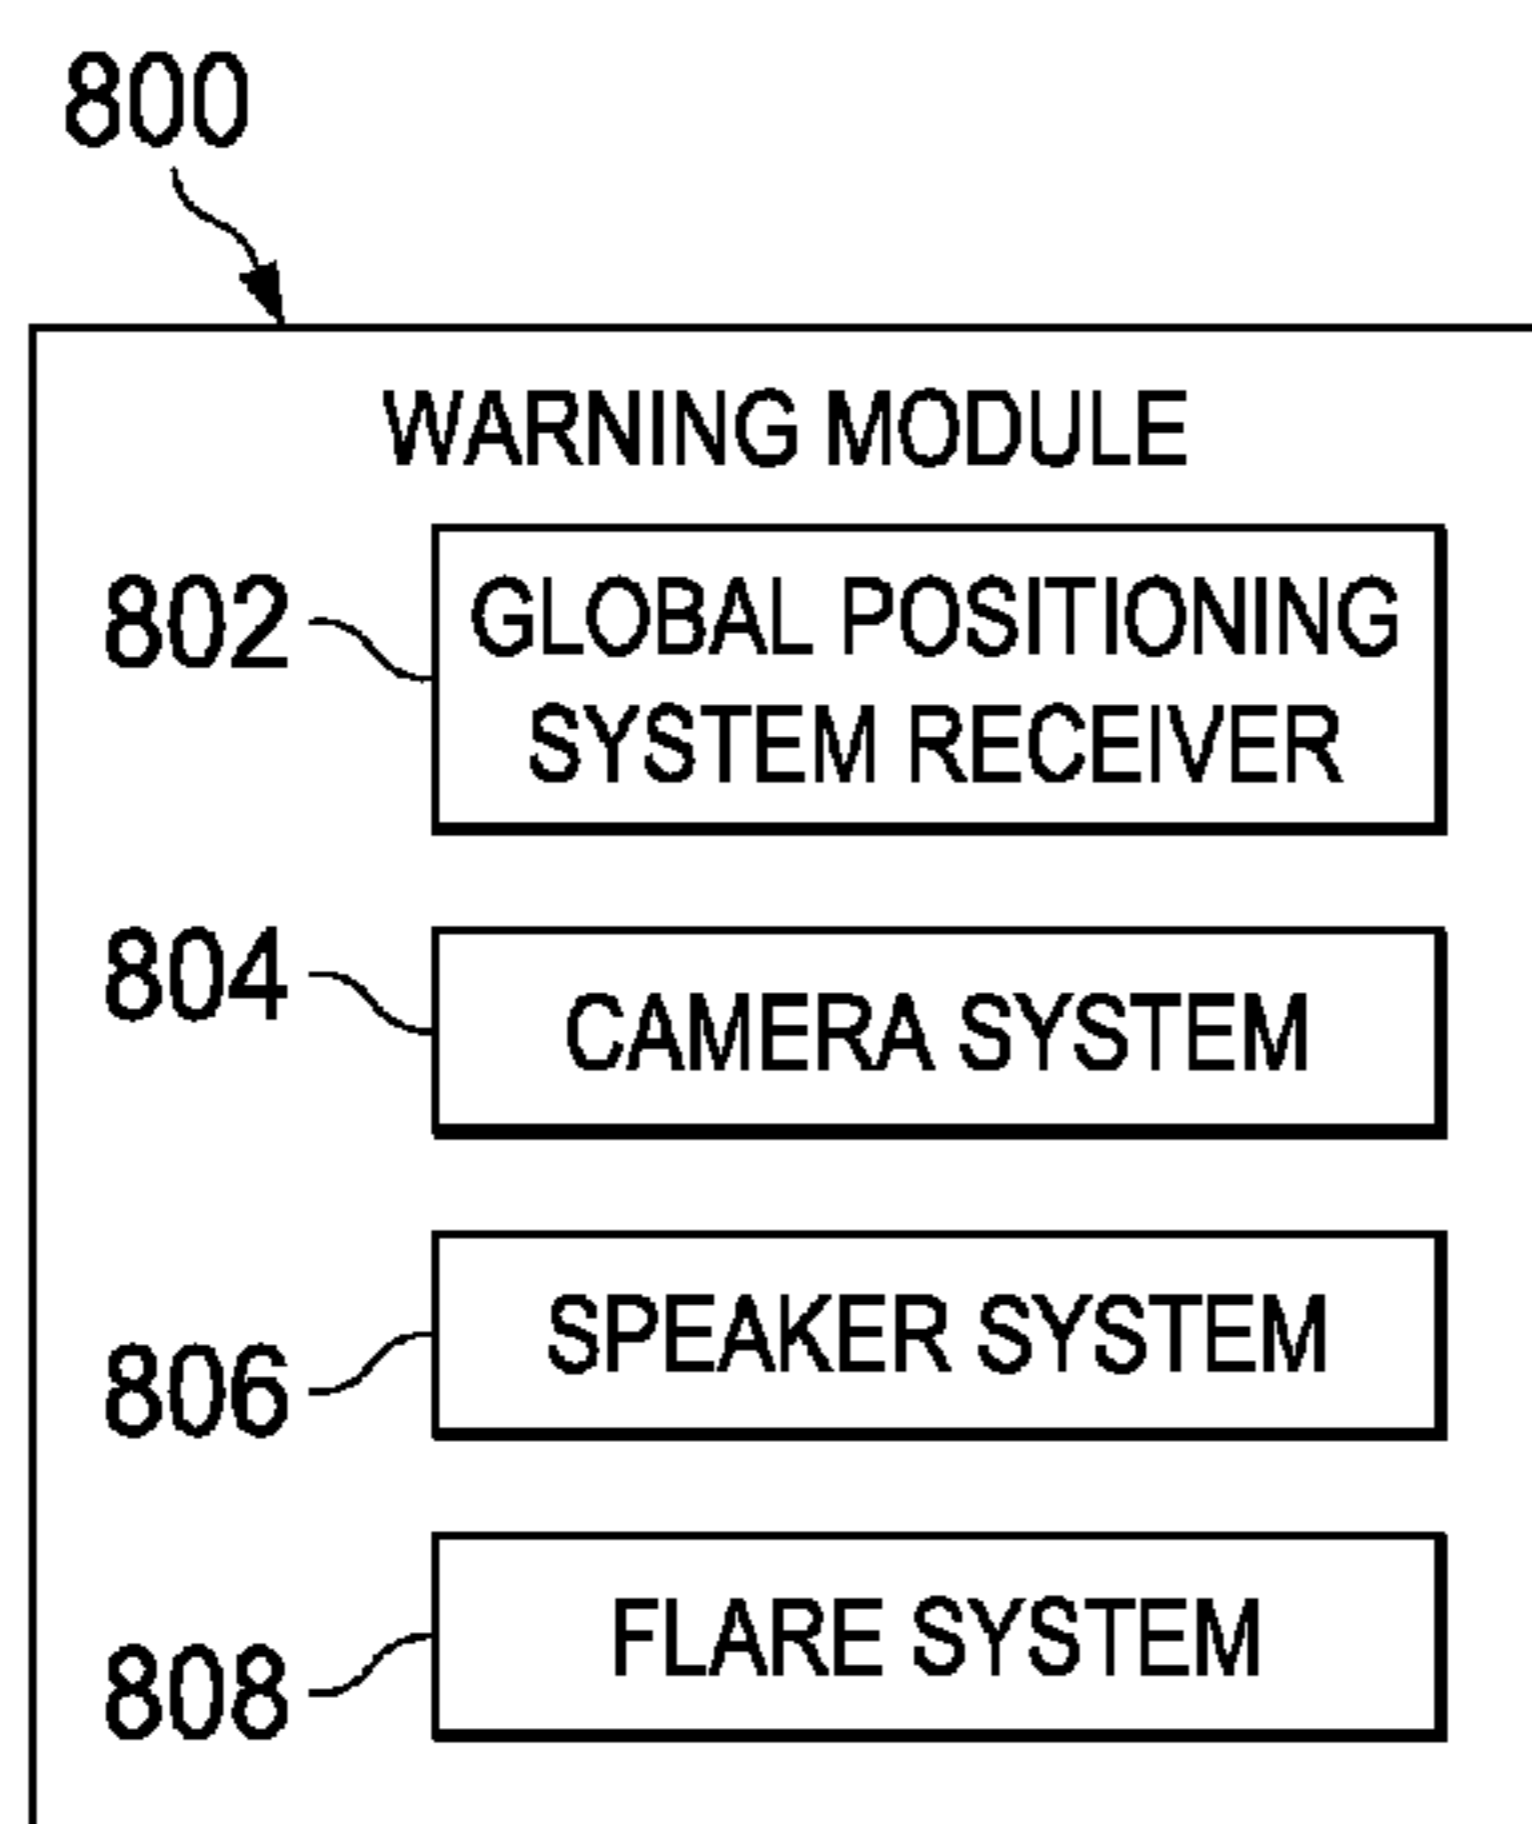 800
WARNING MODULE
802
GLOBAL POSITIONING
SYSTEM RECEIVER
804
CAMERA SYSTEM
806
SPEAKER SYSTEM
808
FLARE SYSTEM